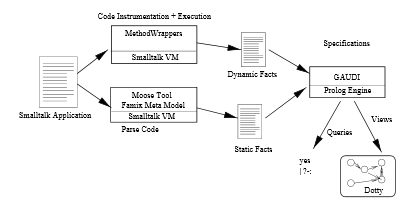 Code Instrumentation + Execution
MethodWrappers
Smalltalk VM
Specifications
Dynamic Facts
GAUDI
Prolog Engine
Moose Tool
Famix Meta Model
Smalltalk VM
Smalltalk Application
Parse Code
Static Facts
Queries
Views
yes
| ?-:
Dotty